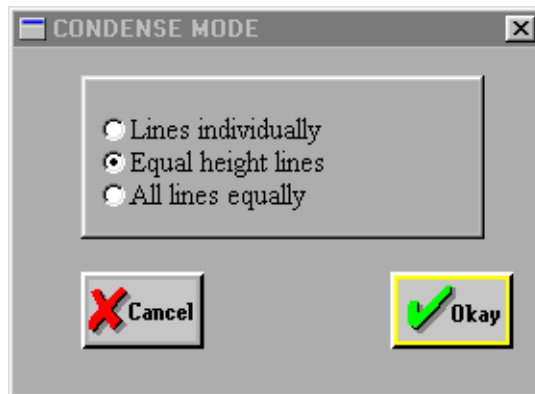 CONDENSE MODE
Lines individually
Equal height lines
All lines equally
Cancel
Okay